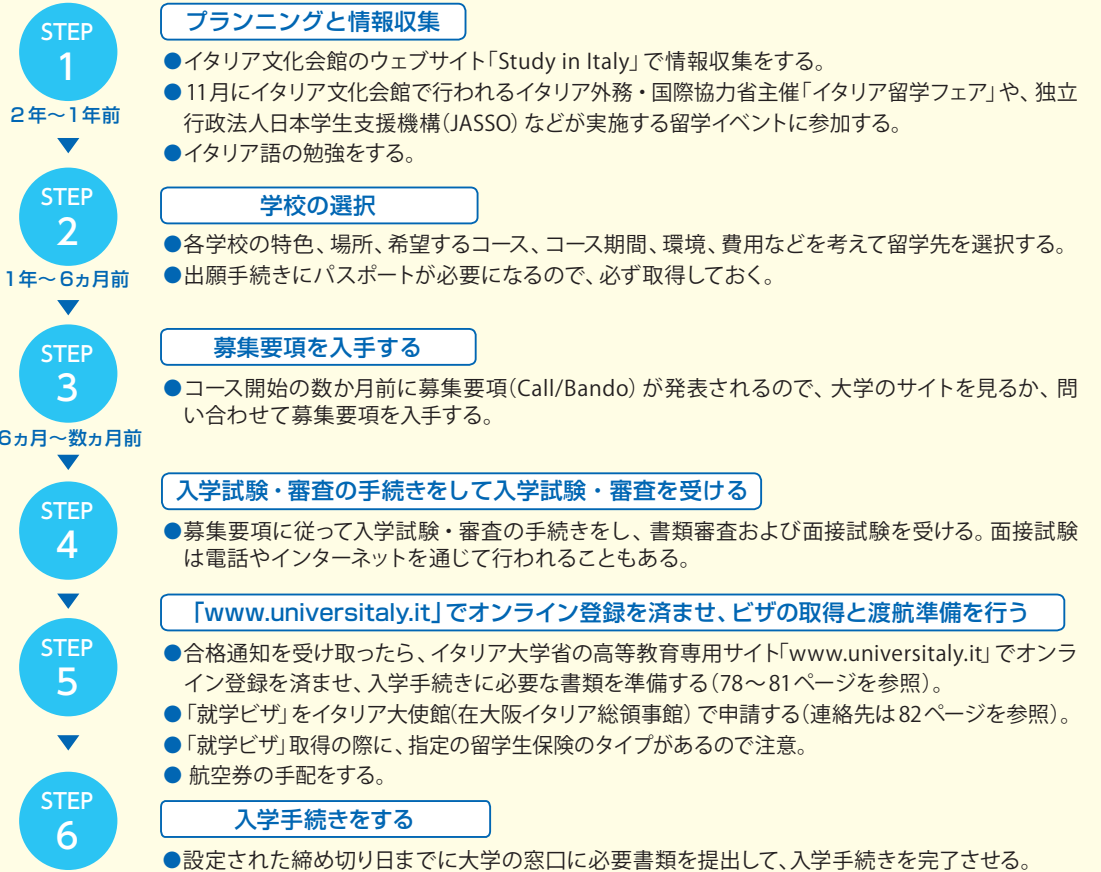 STEP
1
2年～1年前
プランニングと情報収集
●イタリア文化会館のウェブサイト「Study in Italy」で情報収集をする。
●11月にイタリア文化会館で行われるイタリア外務・国際協力省主催「イタリア留学フェア」や、独立
行政法人日本学生支援機構(JASSO)などが実施する留学イベントに参加する。
●イタリア語の勉強をする。
STEP
2
1年～6ヵ月前
学校の選択
●各学校の特色、場所、希望するコース、コース期間、環境、費用などを考えて留学先を選択する。
●出願手続きにパスポートが必要になるので、必ず取得しておく。
STEP
3
6ヵ月～数ヵ月前
募集要項を入手する
●コース開始の数か月前に募集要項(Call/Bando)が発表されるので、大学のサイトを見るか、問
い合わせて募集要項を入手する。
STEP
4
入学試験・審査の手続きをして入学試験・審査を受ける
●募集要項に従って入学試験・審査の手続きをし、書類審査および面接試験を受ける。面接試験
は電話やインターネットを通じて行われることもある。
STEP
5
「www.universitaly.it」でオンライン登録を済ませ、ビザの取得と渡航準備を行う
●合格通知を受け取ったら、イタリア大学省の高等教育専用サイト「www.universitaly.it」でオンラ
イン登録を済ませ、入学手続きに必要な書類を準備する(78～81ページを参照)。
●「就学ビザ」をイタリア大使館(在大阪イタリア総領事館)で申請する(連絡先は82ページを参照)。
●「就学ビザ」取得の際に、指定の留学生保険のタイプがあるので注意。
● 航空券の手配をする。
STEP
6
入学手続きをする
●設定された締め切り日までに大学の窓口に必要書類を提出して、入学手続きを完了させる。